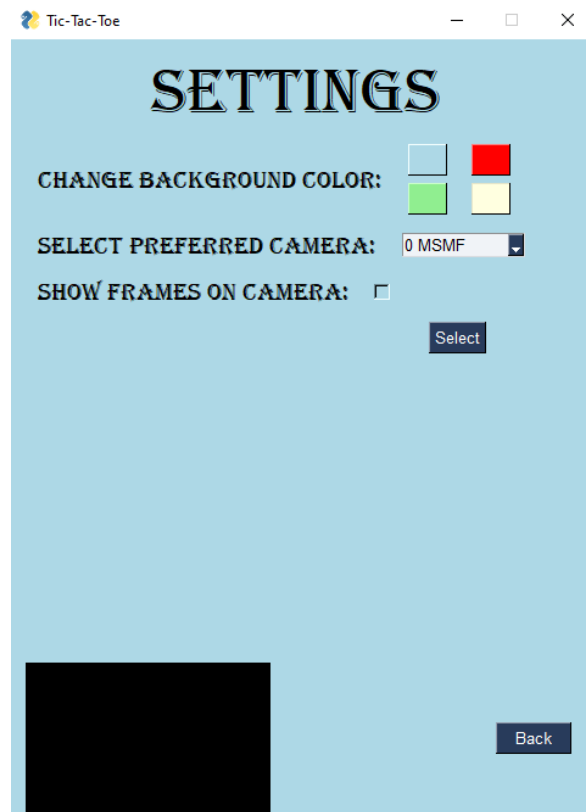 Tic-Tac-Toe
SETTINGS
CHANGE BACKGROUND COLOR:
SELECT PREFERRED CAMERA: 0 MSMF
SHOW FRAMES ON CAMERA:
Select
Back